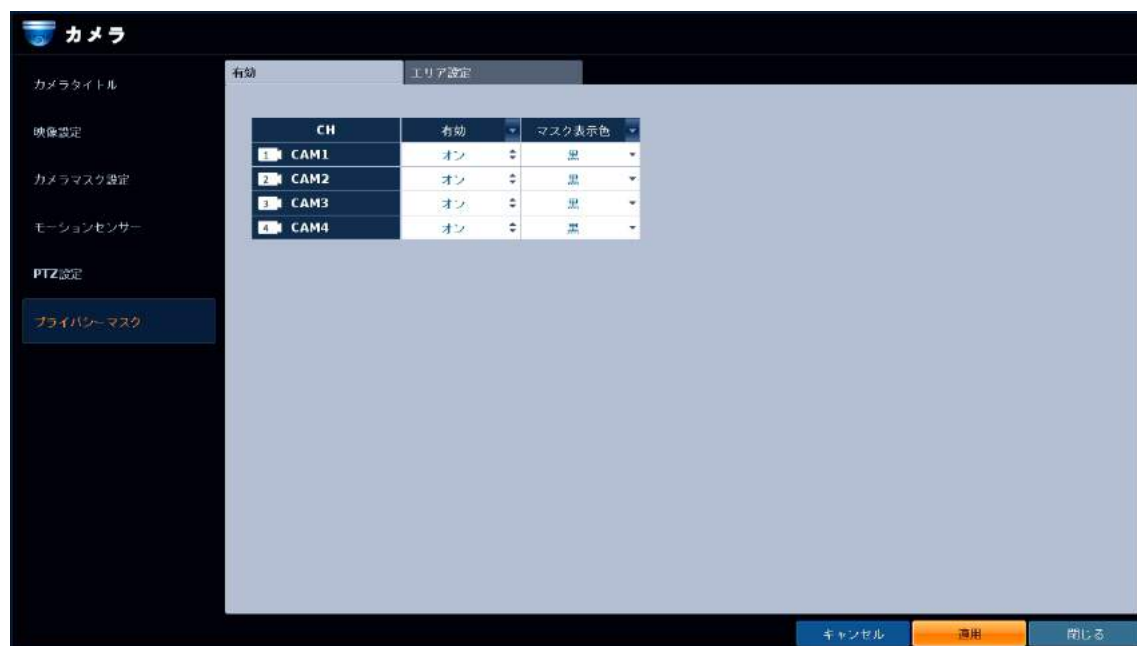 カメラ
カメラタイトル
映像設定
カメラマスク設定
モーションセンサー
PTZ設定
プライバシーマスク
有効 エリア設定
CH 有効 マスク表示色
1 CAM1 オン 黒
2 CAM2 オン 黒
3 CAM3 オン 黒
4 CAM4 オン 黒
キャンセル 適用 閉じる